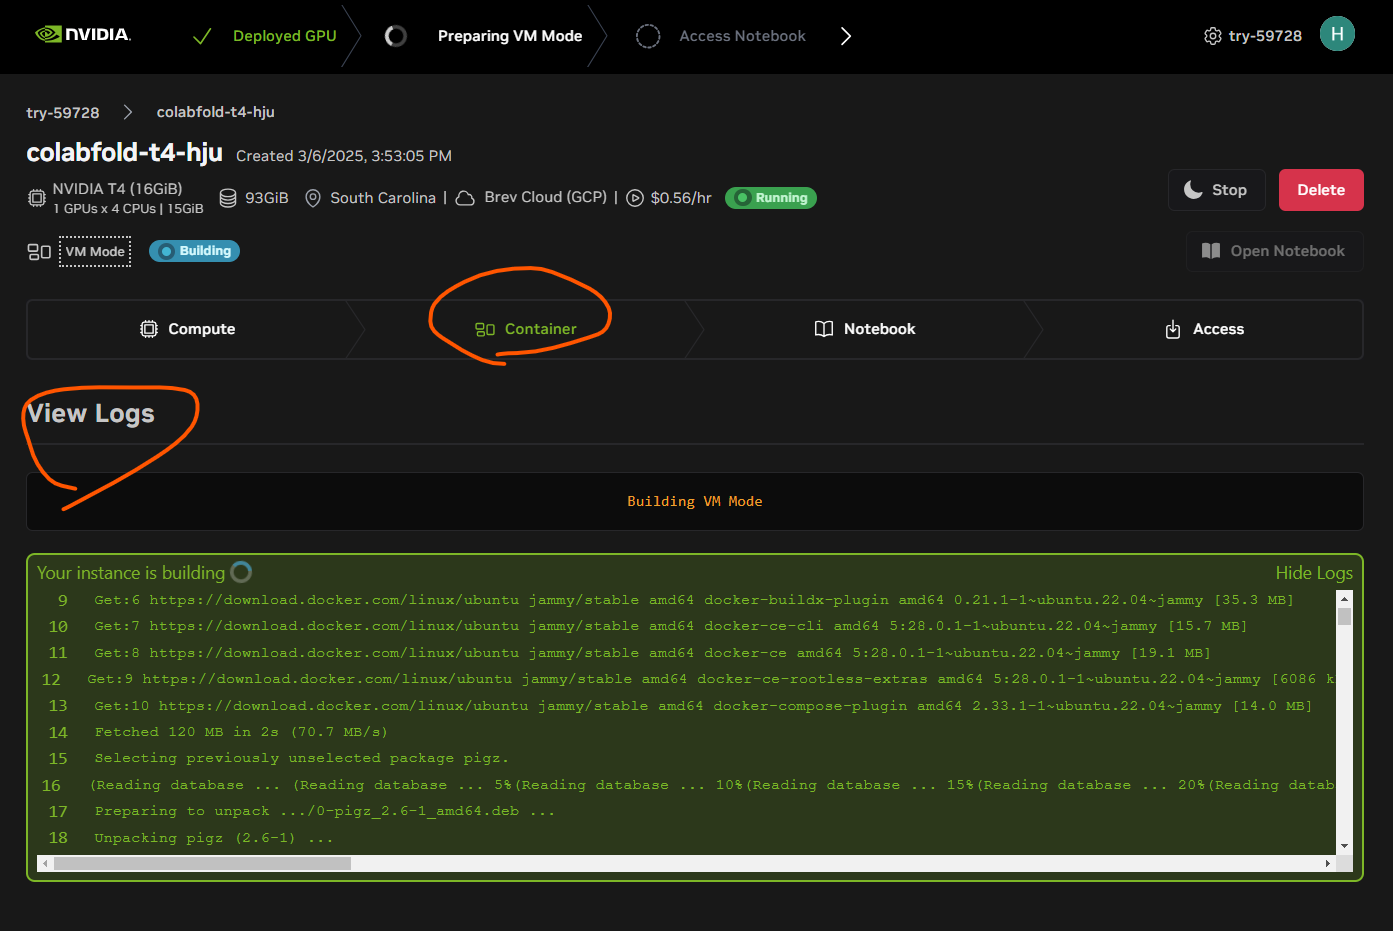 NVIDIA. Deployed GPU Preparing VM Mode Access Notebook try-59728 H
try-59728 colabfold-t4-hju
colabfold-t4-hju Created 3/6/2025, 3:53:05 PM
NVIDIA T4 (16GiB)
1 GPUs x 4 CPUs | 15GiB
93GiB South Carolina | Brev Cloud (GCP) | $0.56/hr Running Stop Delete
VM Mode Building Open Notebook
Compute Container Notebook Access
View Logs
Building VM Mode
Your instance is building Hide Logs
9 Get:6 https://download.docker.com/linux/ubuntu jammy/stable amd64 docker-buildx-plugin amd64 0.21.1-1~ubuntu.22.04~jammy [35.3 MB]
10 Get:7 https://download.docker.com/linux/ubuntu jammy/stable amd64 docker-ce-cli amd64 5:28.0.1-1~ubuntu.22.04~jammy [15.7 MB]
11 Get:8 https://download.docker.com/linux/ubuntu jammy/stable amd64 docker-ce amd64 5:28.0.1-1~ubuntu.22.04~jammy [19.1 MB]
12 Get:9 https://download.docker.com/linux/ubuntu jammy/stable amd64 docker-ce-rootless-extras amd64 5:28.0.1-1~ubuntu.22.04~jammy [6086 k
13 Get:10 https://download.docker.com/linux/ubuntu jammy/stable amd64 docker-compose-plugin amd64 2.33.1-1~ubuntu.22.04~jammy [14.0 MB]
14 Fetched 120 MB in 2s (70.7 MB/s)
15 Selecting previously unselected package pigz.
16 (Reading database ... (Reading database ... 5%(Reading database ... 10%(Reading database ... 15%(Reading database ... 20%(Reading datab
17 Preparing to unpack .../0-pigz_2.6-1_amd64.deb ...
18 Unpacking pigz (2.6-1) ...